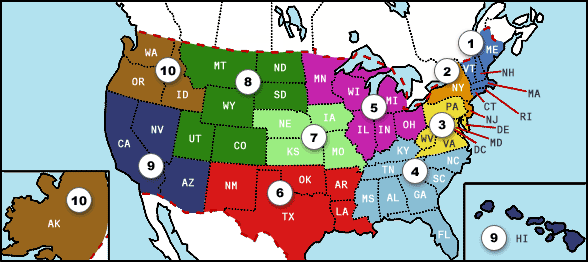 1
ME
WA
MT
ND
2
VT
NH
10
MN
OR
ID
8
SD
WI
MI
NY
MA
WY
5
PA
CT
RI
NE
IA
3
NJ
NV
UT
CO
7
IL
IN
OH
WV
VA
DE
CA
KS
MO
KY
DC
MD
9
AZ
NM
6
OK
AR
TN
4
NC
SC
10
TX
LA
MS
AL
GA
AK
FL
9
HI